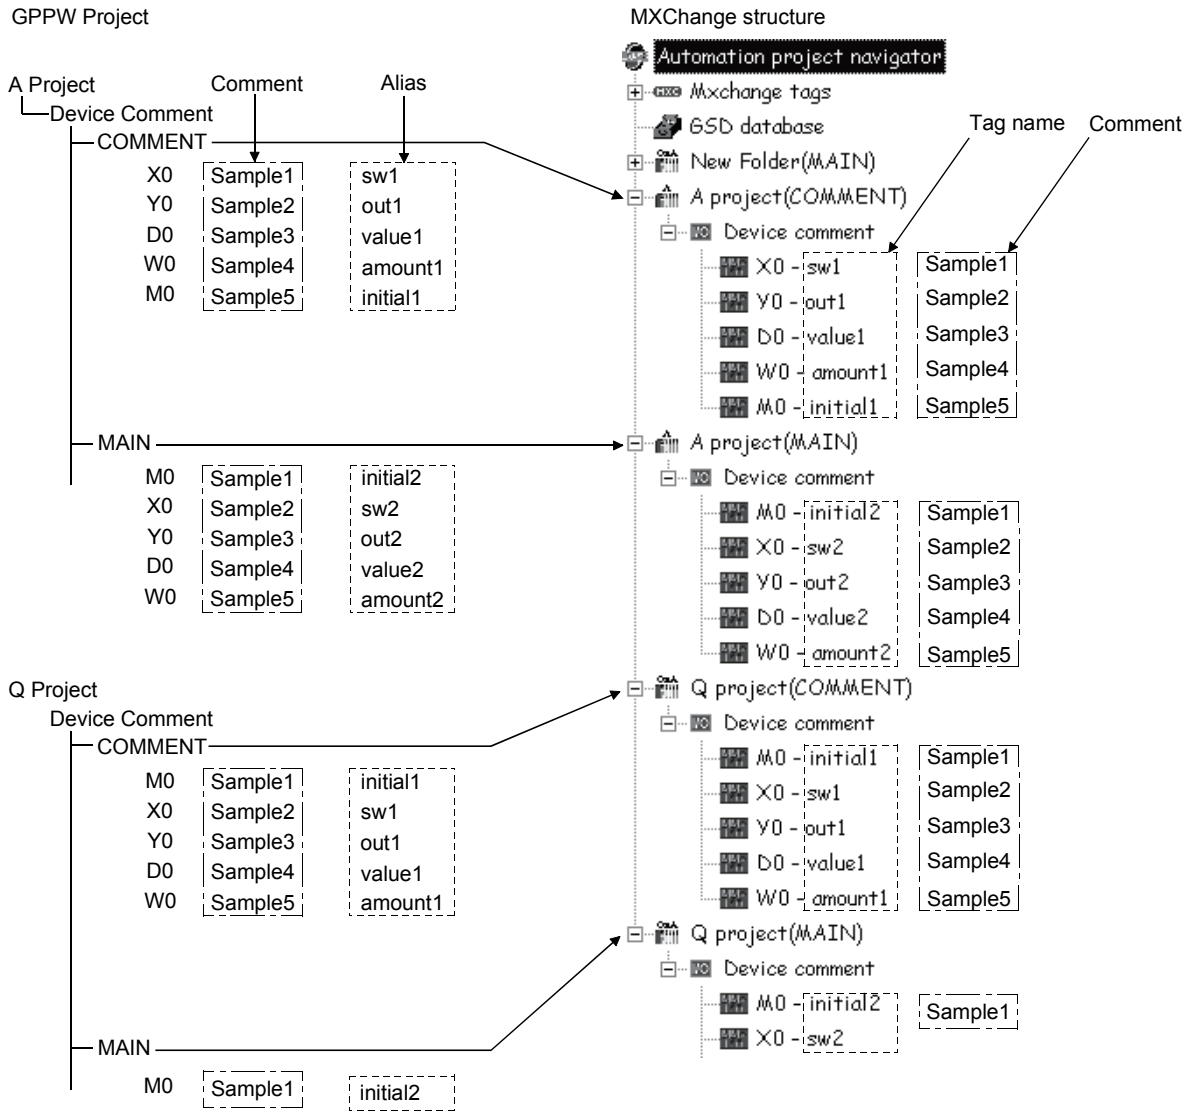 GPPW Project
A Project
Comment
Alias
Device Comment
COMMENT
X0 Sample1 sw1
Y0 Sample2 out1
D0 Sample3 value1
W0 Sample4 amount1
M0 Sample5 initial1
MAIN
M0 Sample1 initial2
X0 Sample2 sw2
Y0 Sample3 out2
D0 Sample4 value2
W0 Sample5 amount2
Q Project
Device Comment
COMMENT
M0 Sample1 initial1
X0 Sample2 sw1
Y0 Sample3 out1
D0 Sample4 value1
W0 Sample5 amount1
MAIN
M0 Sample1 initial2
MXChange structure
Automation project navigator
Mxchange tags
GSD database
Tag name
Comment
New Folder(MAIN)
A project(COMMENT)
Device comment
X0 - sw1 Sample1
Y0 - out1 Sample2
D0 - value1 Sample3
W0 - amount1 Sample4
M0 - initial1 Sample5
A project(MAIN)
Device comment
M0 - initial2 Sample1
X0 - sw2 Sample2
Y0 - out2 Sample3
D0 - value2 Sample4
W0 - amount2 Sample5
Q project(COMMENT)
Device comment
M0 - initial1 Sample1
X0 - sw1 Sample2
Y0 - out1 Sample3
D0 - value1 Sample4
W0 - amount1 Sample5
Q project(MAIN)
Device comment
M0 - initial2 Sample1
X0 - sw2